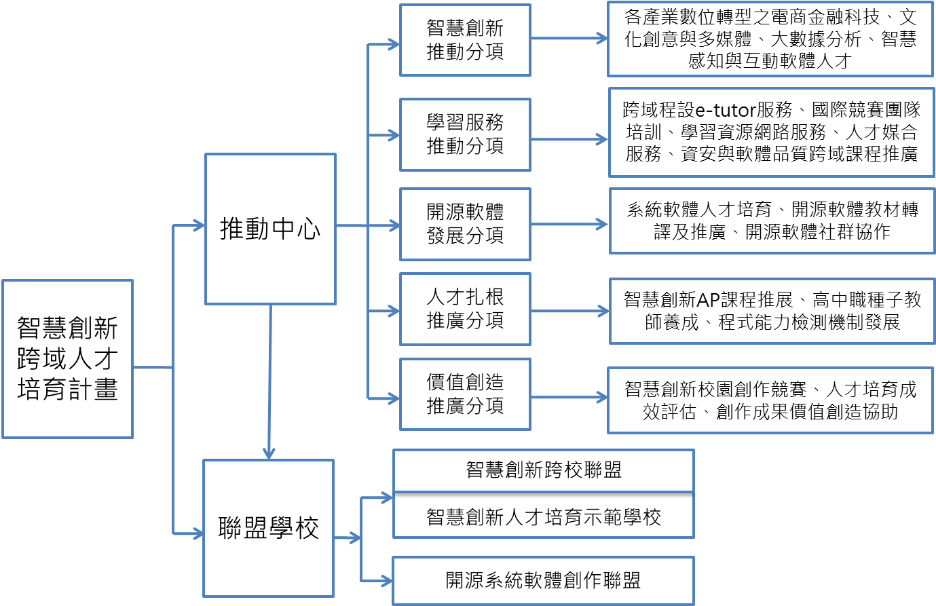 智慧創新
跨域人才
培育計畫
推動中心
智慧創新
推動分項
各產業數位轉型之電商金融科技、文
化創意與多媒體、大數據分析、智慧
感知與互動軟體人才
學習服務
推動分項
跨域程設e-tutor服務、國際競賽團隊
培訓、學習資源網路服務、人才媒合
服務、資安與軟體品質跨域課程推廣
開源軟體
發展分項
系統軟體人才培育、開源軟體教材轉
譯及推廣、開源軟體社群協作
人才扎根
推廣分項
智慧創新AP課程推展、高中職種子教
師養成、程式能力檢測機制發展
價值創造
推廣分項
智慧創新校園創作競賽、人才培育成
效評估、創作成果價值創造協助
聯盟學校
智慧創新跨校聯盟
智慧創新人才培育示範學校
開源系統軟體創作聯盟